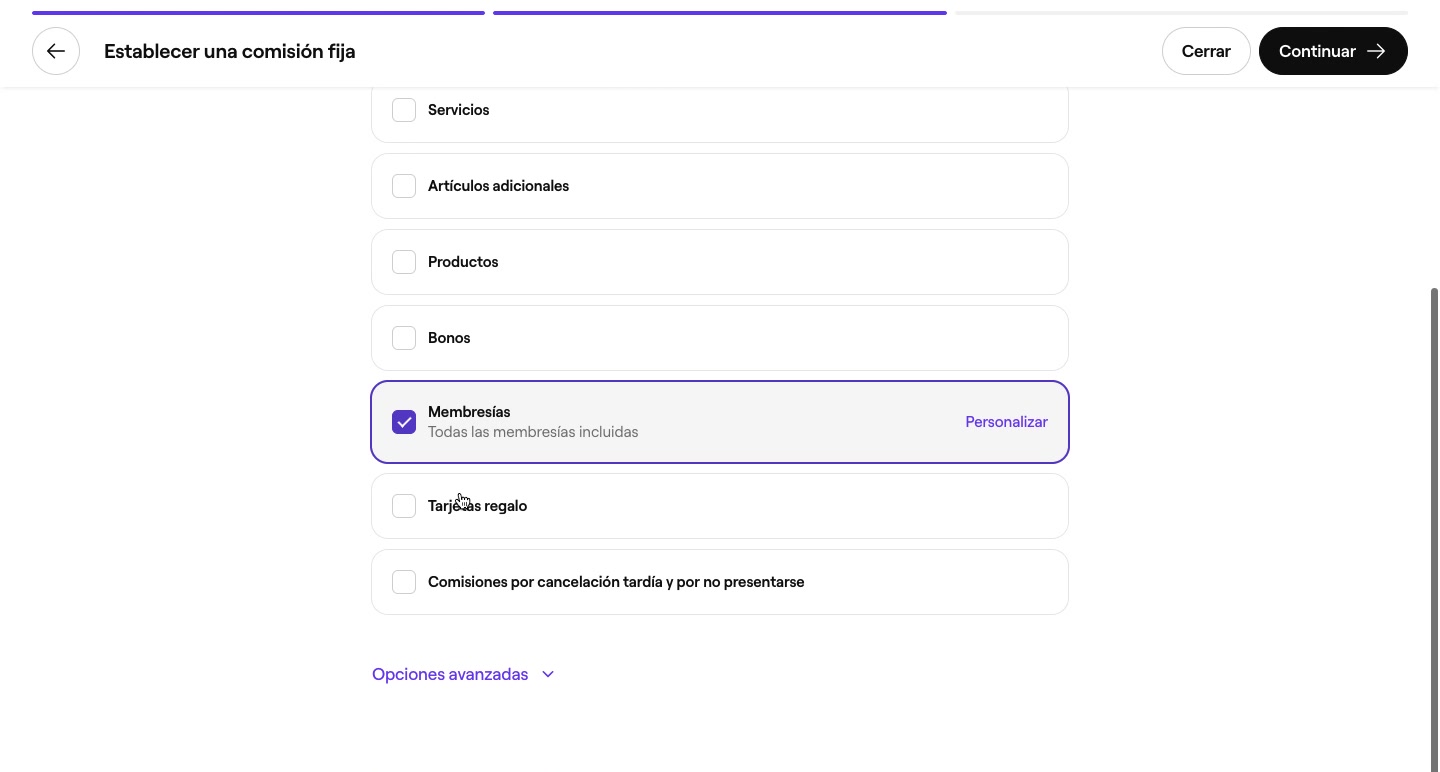 Establecer una comisión fija
Cerrar
Continuar
Servicios
Artículos adicionales
Productos
Bonos
Membresías
Todas las membresías incluidas
Personalizar
Tarjetas regalo
Comisiones por cancelación tardía y por no presentarse
Opciones avanzadas